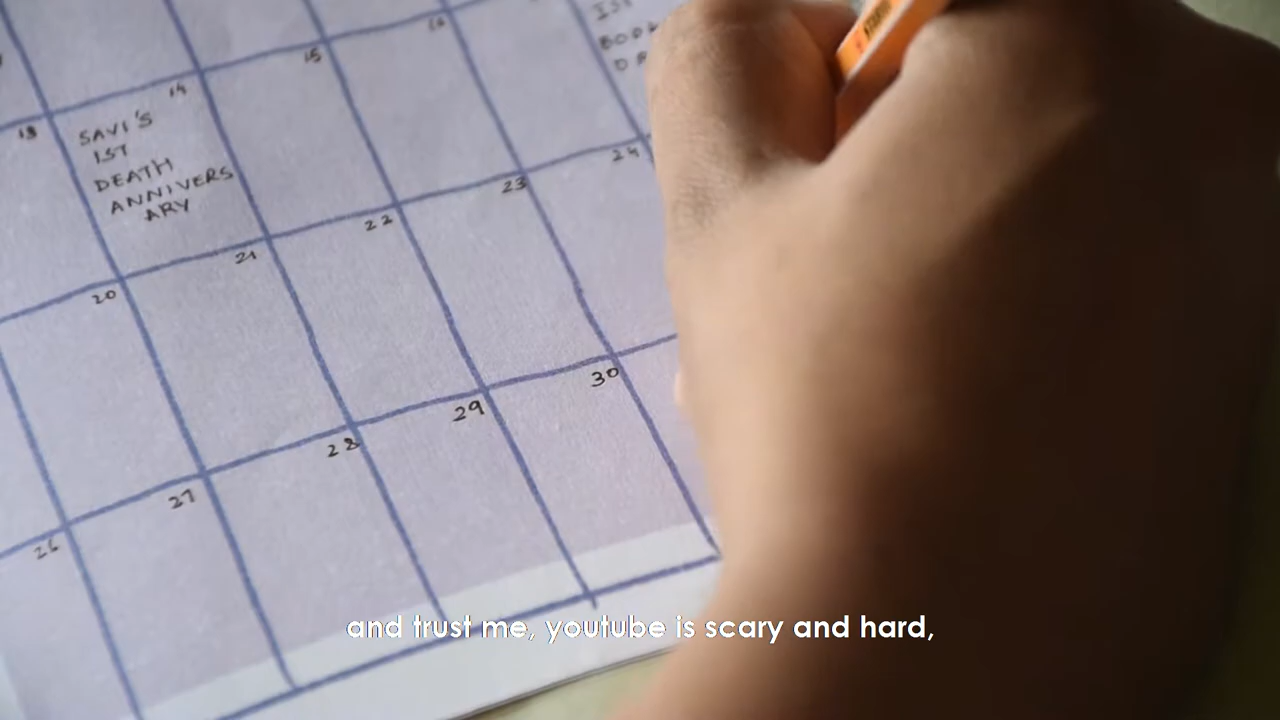 14
15
16
SAVI'S
1ST
DEATH
ANNIVERS
ARY
1ST
20
21
22
23
24
26
27
28
29
30
and trust me, youtube is scary and hard,